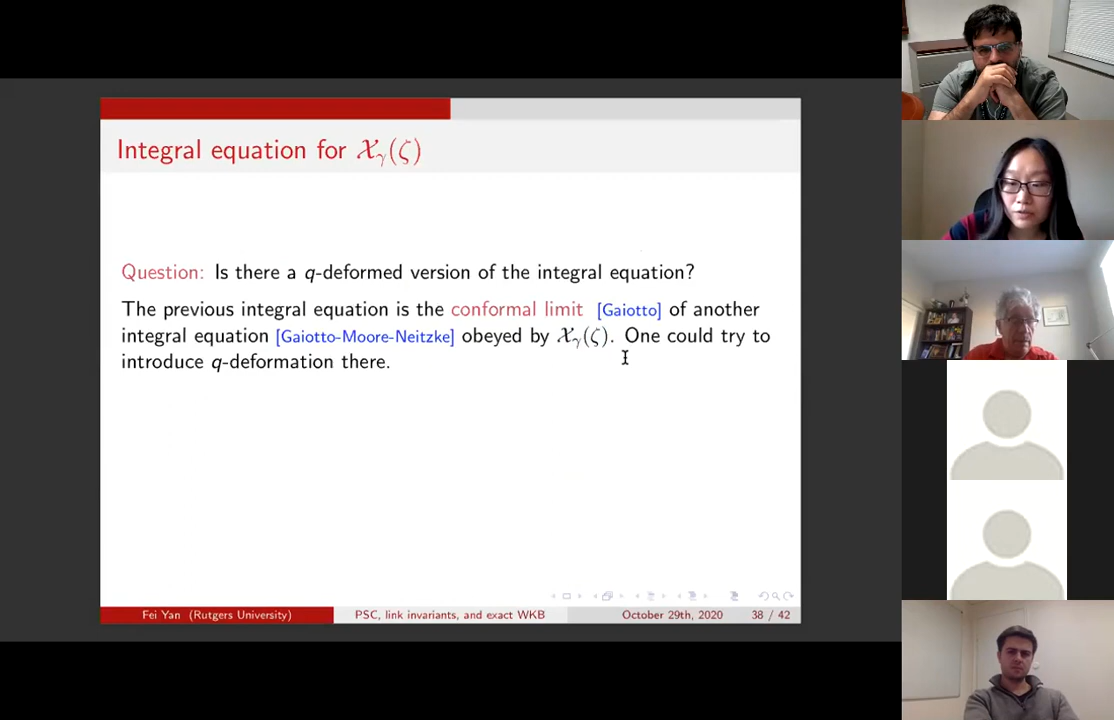 Integral equation for 𝒳γ(ζ)
Question: Is there a q-deformed version of the integral equation?
The previous integral equation is the conformal limit [Gaiotto] of another
integral equation [Gaiotto-Moore-Neitzke] obeyed by 𝒳γ(ζ). One could try to
introduce q-deformation there.
Fei Yan (Rutgers University) PSC, link invariants, and exact WKB October 29th, 2020 38 / 42